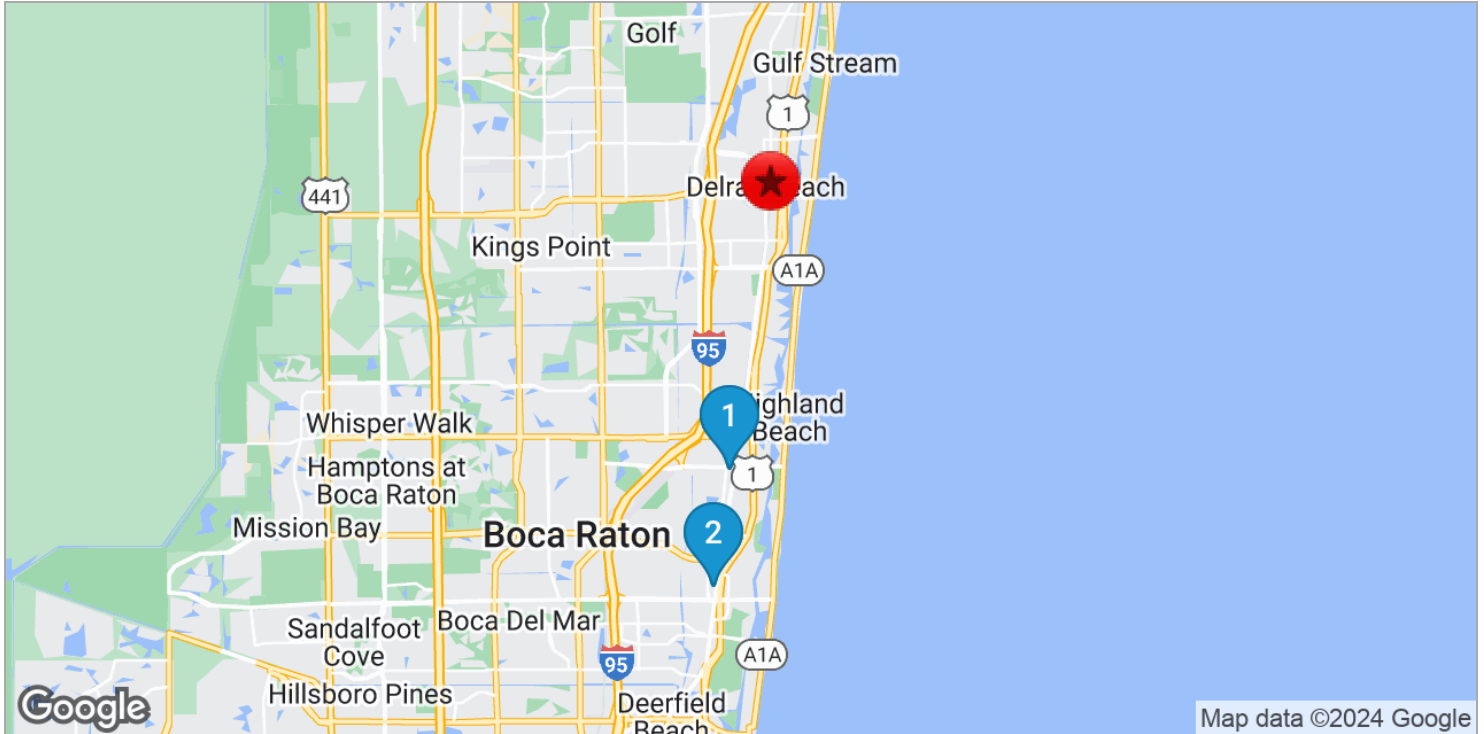 Golf
Gulf Stream
1
441
Delray Beach
Kings Point
A1A
95
1
Highland
Beach
Whisper Walk
Hamptons at
Boca Raton
1
Mission Bay
Boca Raton
2
Boca Del Mar
Sandalfoot
Cove
A1A
95
Hillsboro Pines
Deerfield
Beach
Google
Map data ©2024 Google